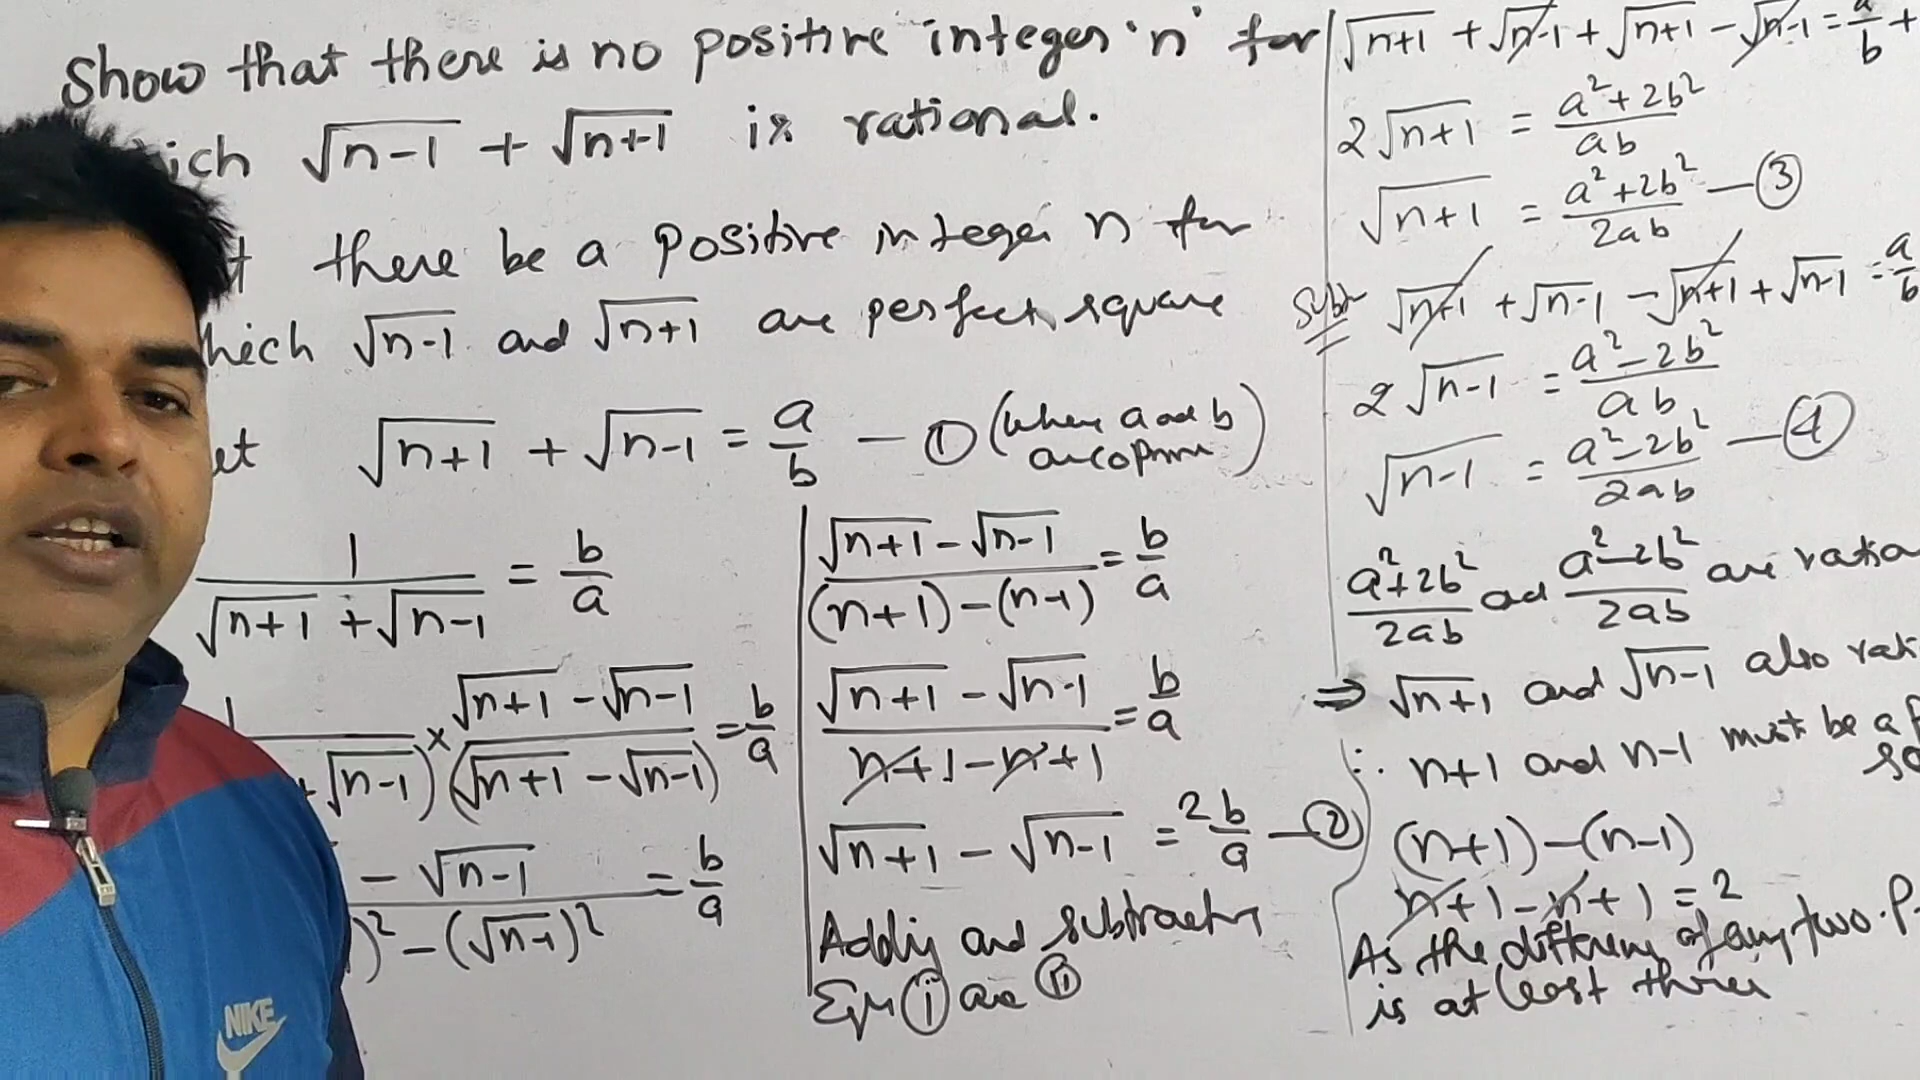 Show that there is no positive integer 'n' for
ich √n-1 + √n+1 is rational.
t there be a positive integer n for
hich √n-1 and √n+1 are perfect square
et √n+1 + √n-1 = a/b — ① (where a and b are coprime)
1/(√n+1 + √n-1) = b/a
1/( + √n-1) × (√n+1 - √n-1)/(√n+1 - √n-1) = b/a
- √n-1 / )² - (√n-1)² = b/a
(√n+1 - √n-1)/((n+1) - (n-1)) = b/a
(√n+1 - √n-1)/(n+1-n+1) = b/a
√n+1 - √n-1 = 2b/a — ②
Adding and subtracting
Eqn ⓘ are ⓘⓘ
√n+1 + √n-1 + √n+1 - √n-1 = a/b +
2√n+1 = (a²+2b²)/ab
√n+1 = (a²+2b²)/2ab — ③
Subtr √n+1 + √n-1 - √n+1 + √n-1 = a/b
2√n-1 = (a²-2b²)/ab
√n-1 = (a²-2b²)/2ab — ④
(a²+2b²)/2ab and (a²-2b²)/2ab are ratio
⇒ √n+1 and √n-1 also rati
∴ n+1 and n-1 must be a P
(n+1)-(n-1)
n+1-n+1 = 2
As the difference of any two P.
is at least three
NIKE